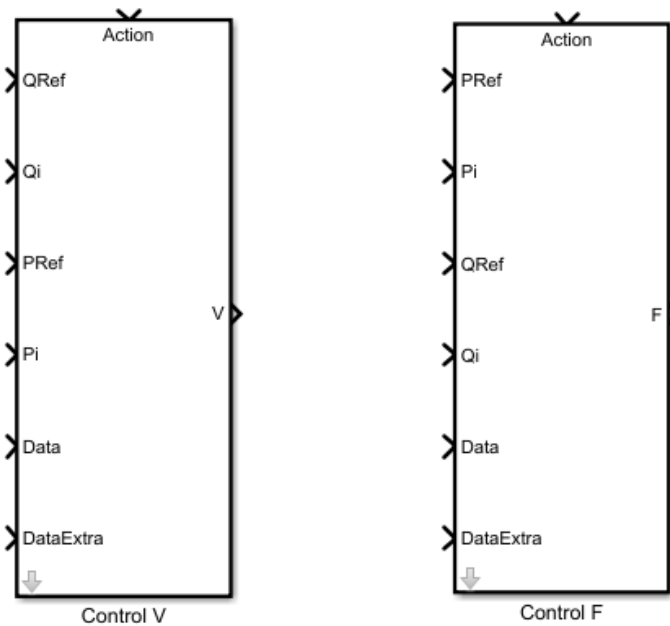 Action
QRef
Qi
PRef
Pi
Data
DataExtra
V
Control V
Action
PRef
Pi
QRef
Qi
Data
DataExtra
F
Control F